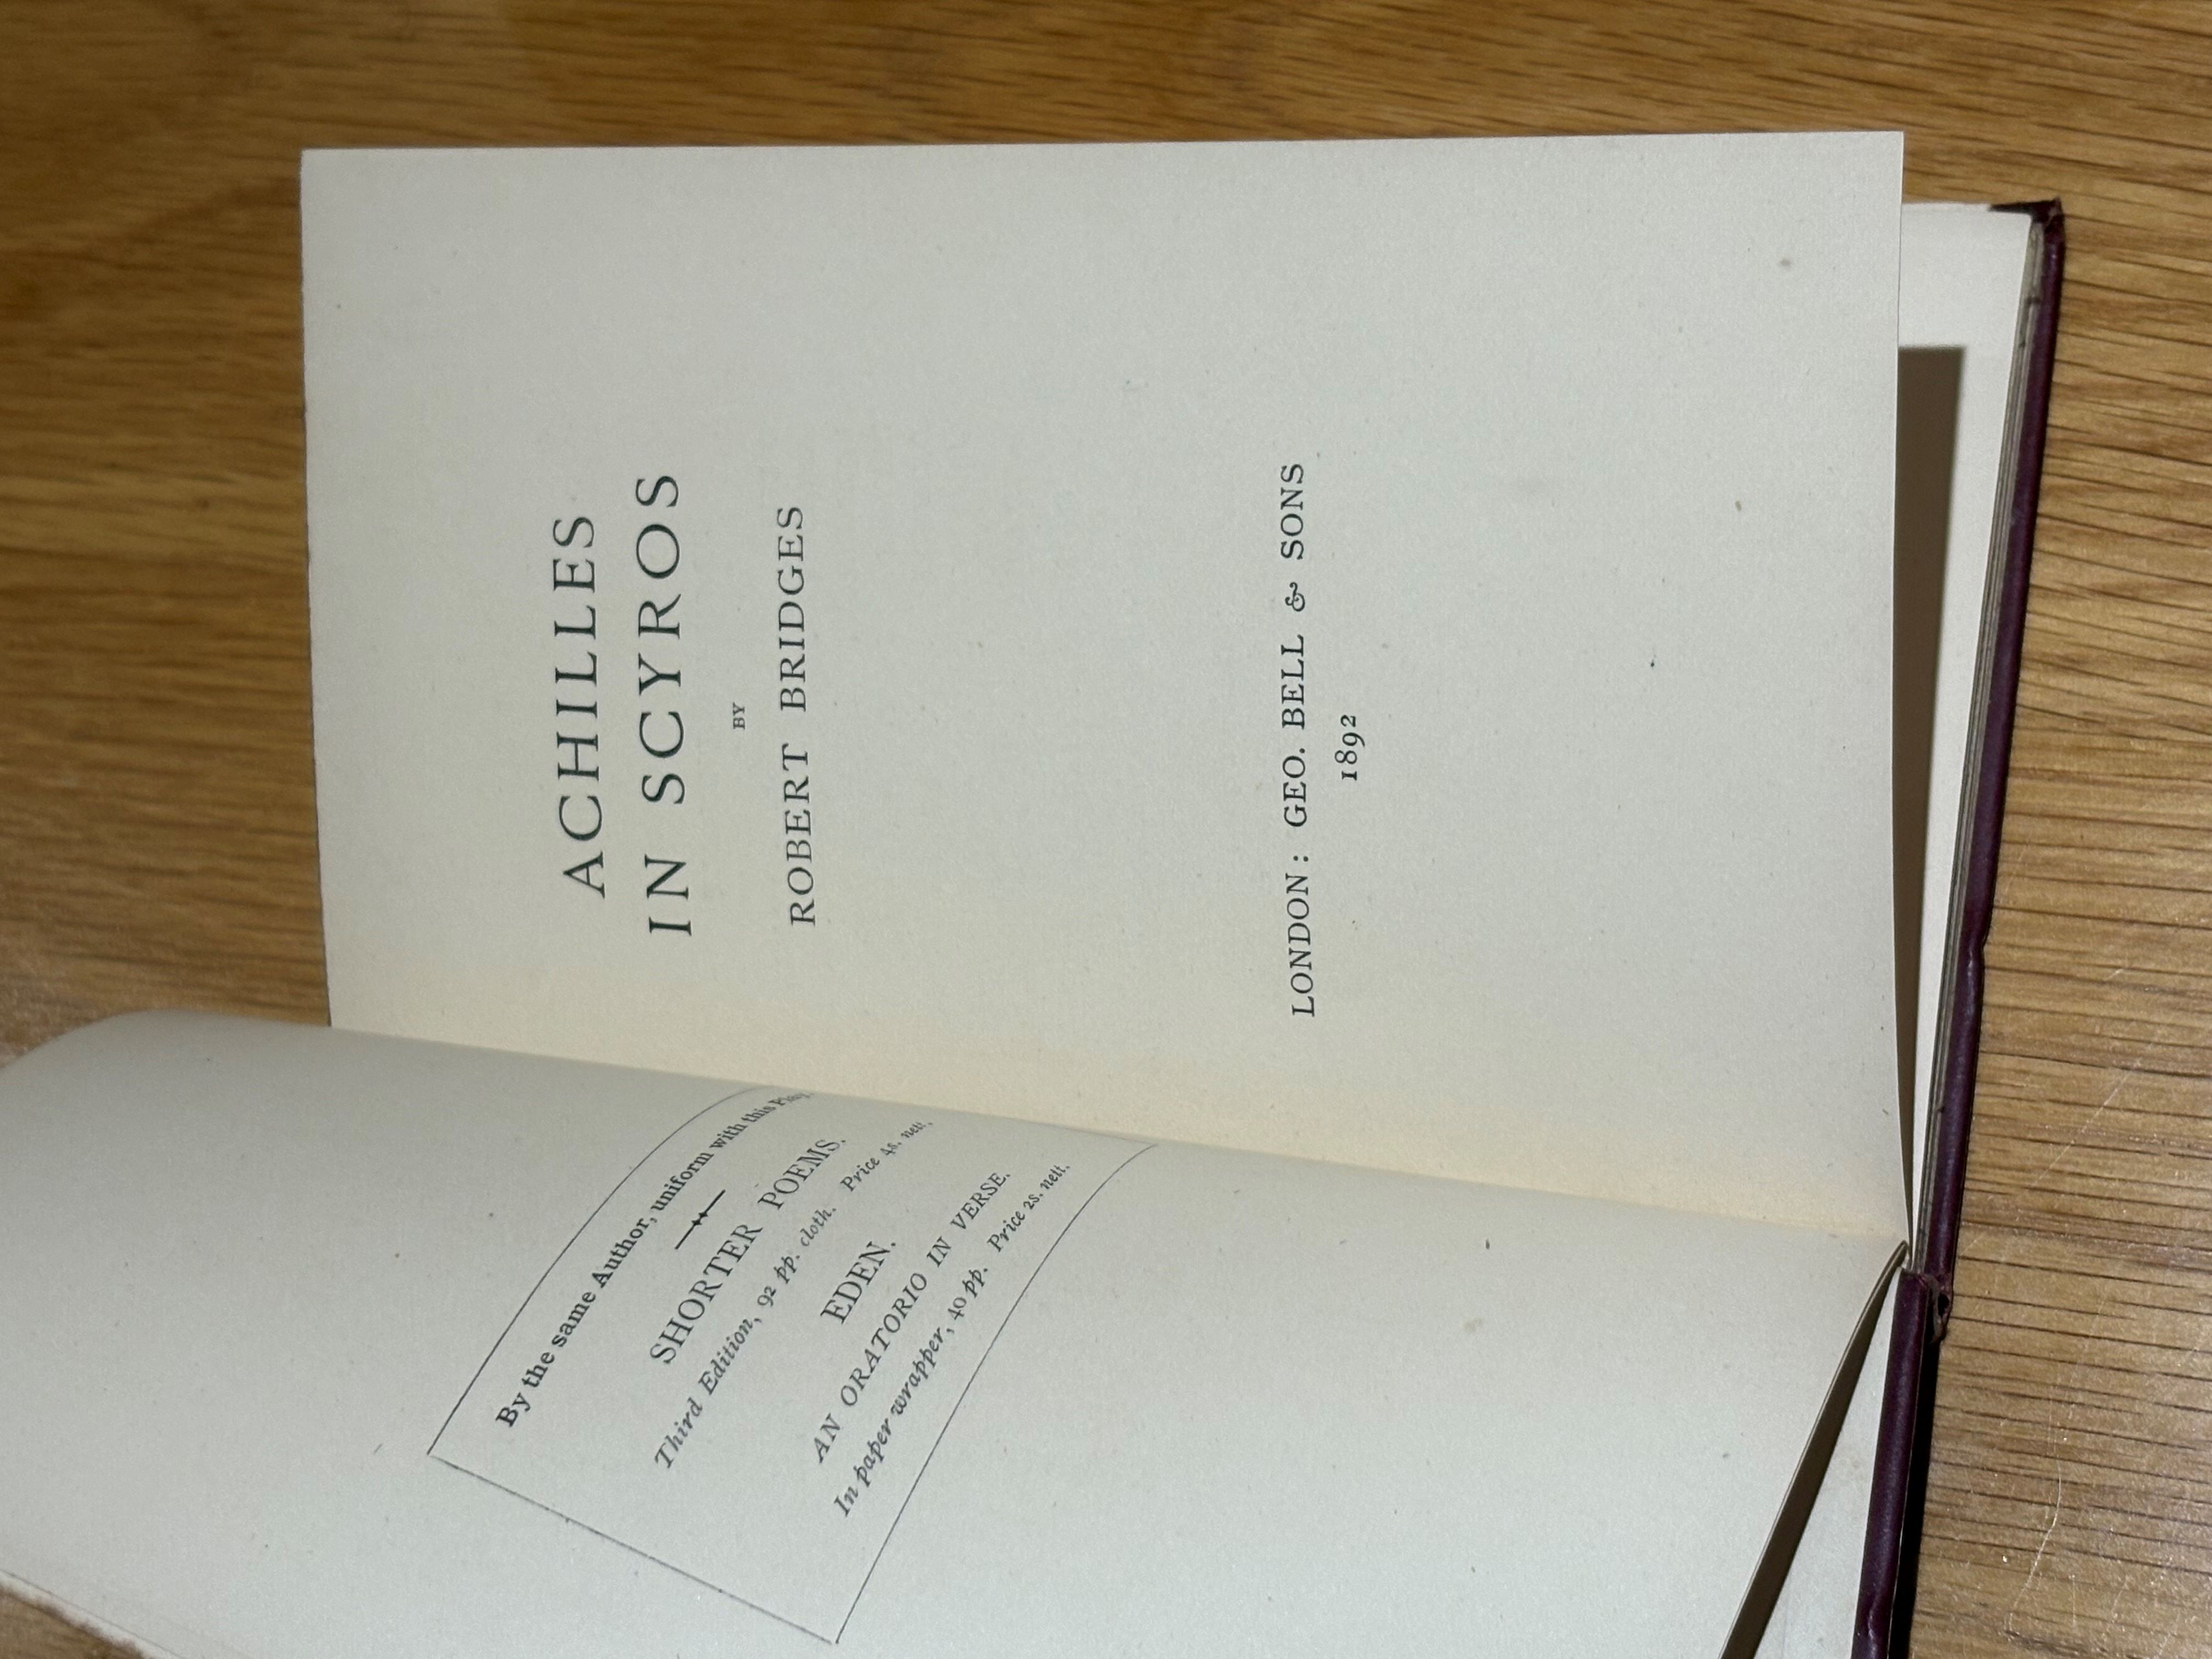 By the same Author, uniform with this Play.
SHORTER POEMS.
Third Edition, 92 pp. cloth. Price 4s. nett.
EDEN.
AN ORATORIO IN VERSE.
In paper wrapper, 40 pp. Price 2s. nett.
ACHILLES
IN SCYROS
BY
ROBERT BRIDGES
LONDON: GEO. BELL & SONS
1892